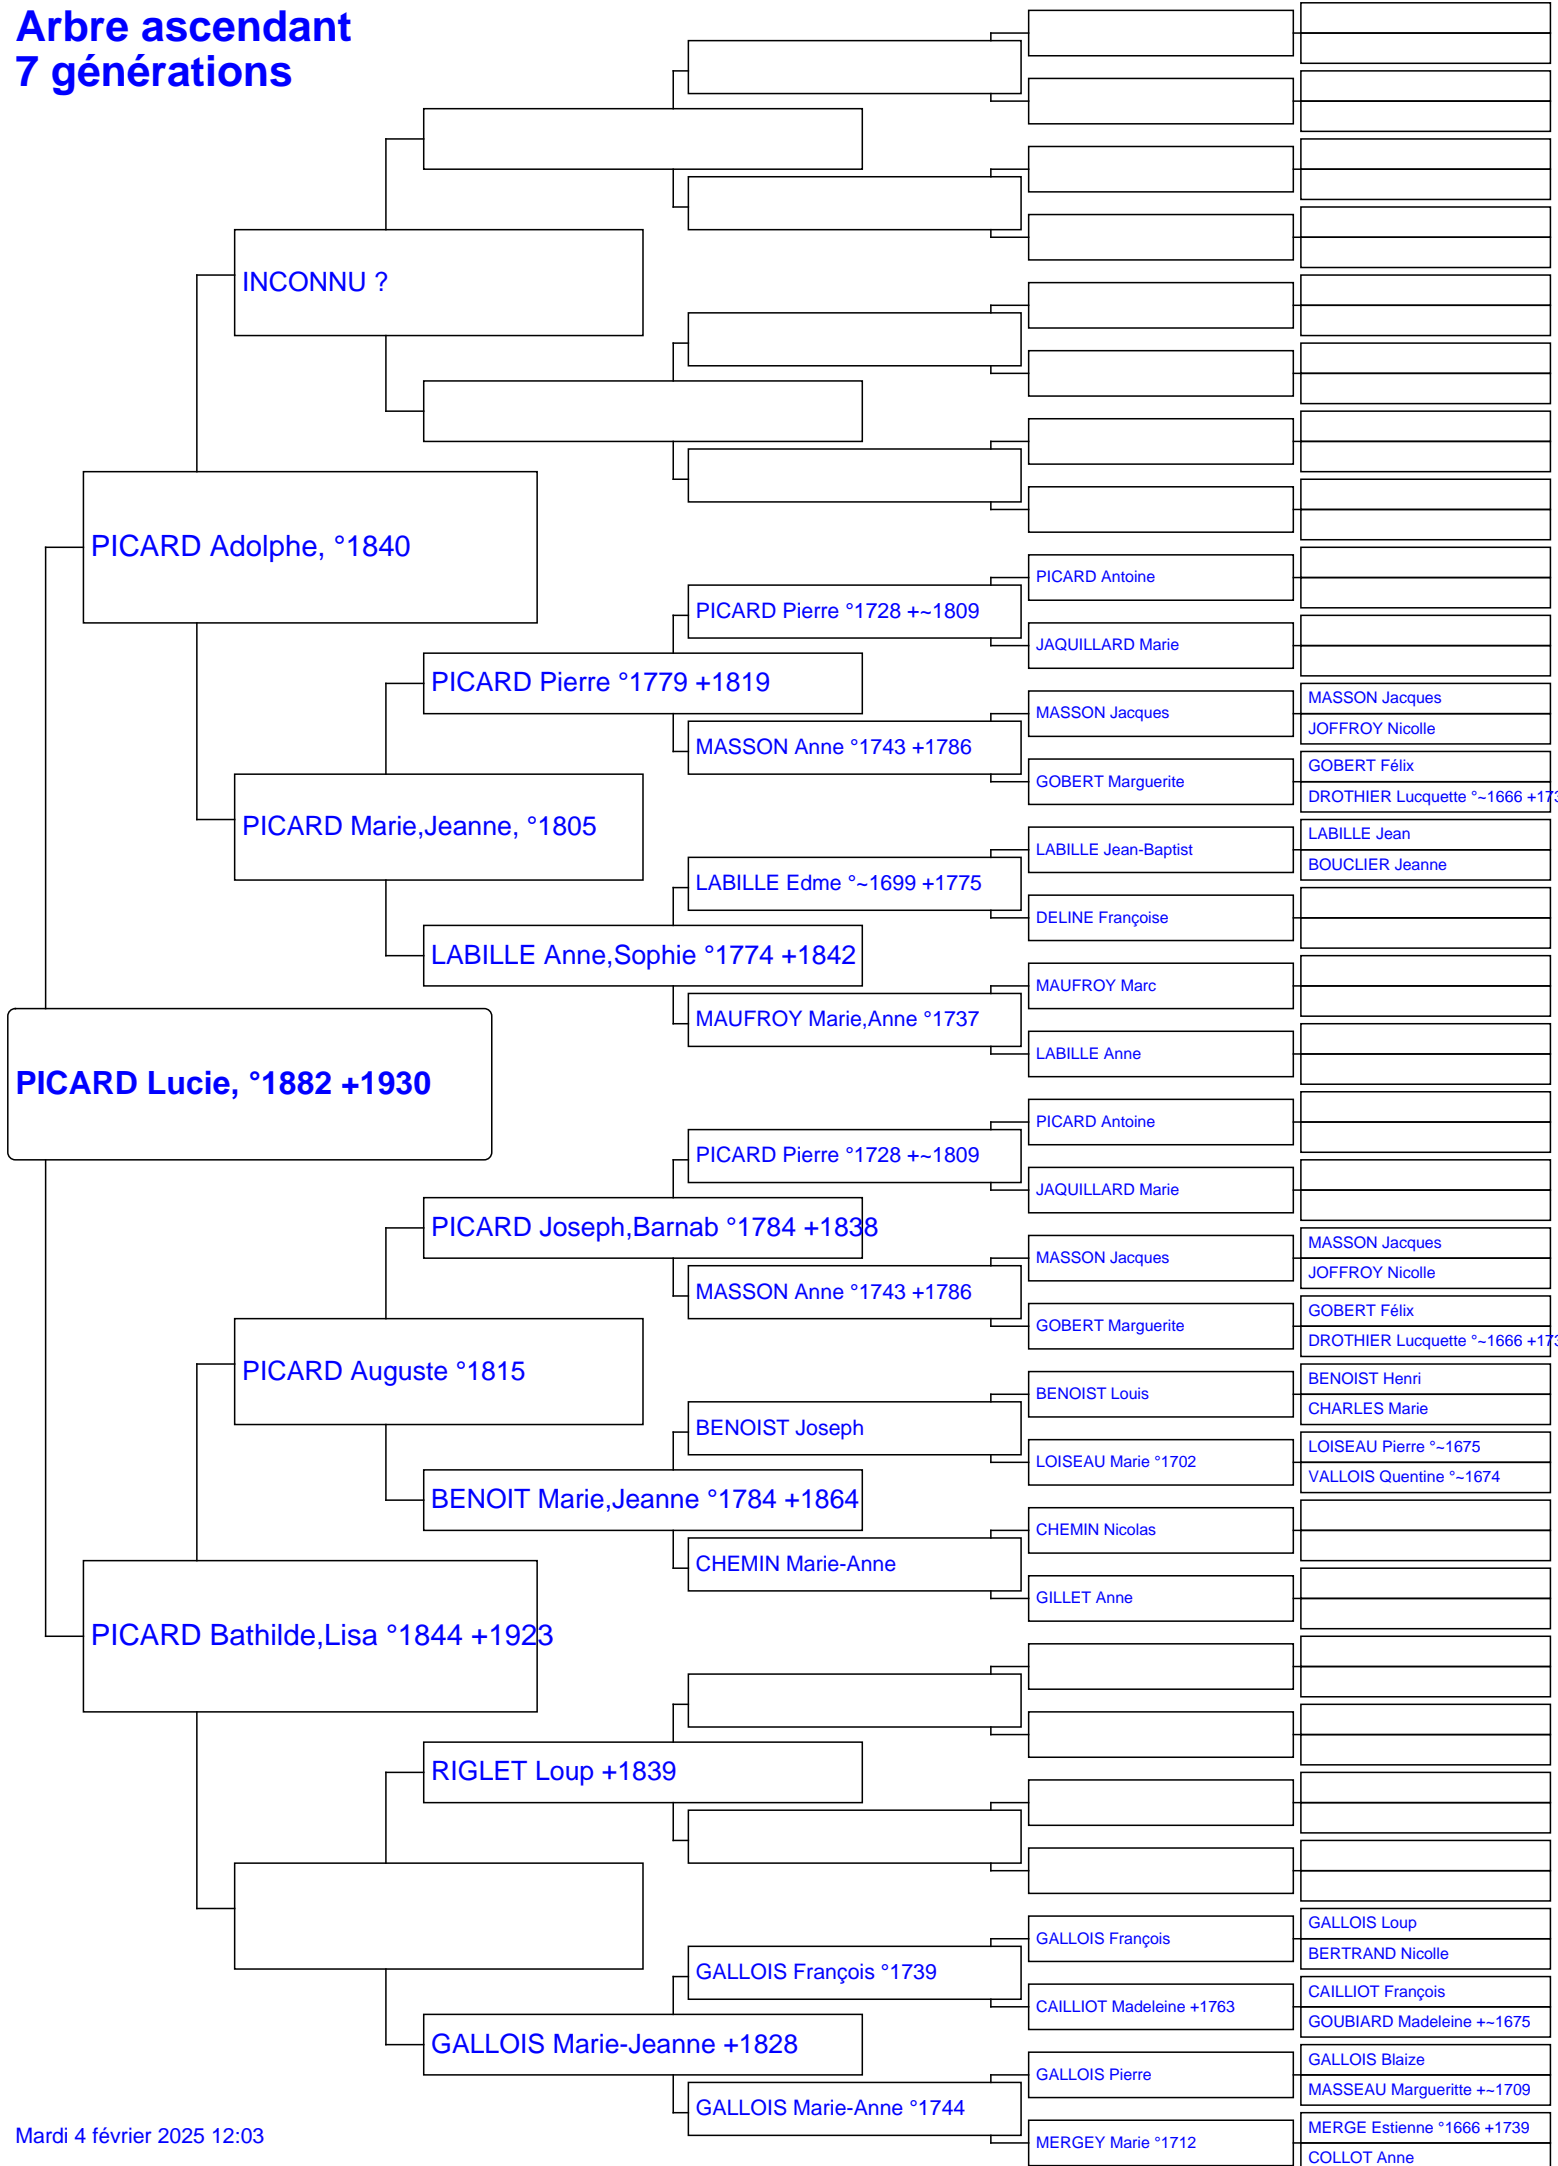 Arbre ascendant
7 générations
INCONNU ?
PICARD Adolphe, °1840
PICARD Antoine
PICARD Pierre °1728 +~1809
JAQUILLARD Marie
PICARD Pierre °1779 +1819
MASSON Jacques
MASSON Jacques
JOFFROY Nicolle
MASSON Anne °1743 +1786
GOBERT Félix
GOBERT Marguerite
DROTHIER Lucquette °~1666 +173
PICARD Marie,Jeanne, °1805
LABILLE Jean
LABILLE Jean-Baptist
BOUCLIER Jeanne
LABILLE Edme °~1699 +1775
DELINE Françoise
LABILLE Anne,Sophie °1774 +1842
MAUFROY Marc
MAUFROY Marie,Anne °1737
LABILLE Anne
PICARD Lucie, °1882 +1930
PICARD Antoine
PICARD Pierre °1728 +~1809
JAQUILLARD Marie
PICARD Joseph,Barnab °1784 +1838
MASSON Jacques
MASSON Jacques
JOFFROY Nicolle
MASSON Anne °1743 +1786
GOBERT Félix
GOBERT Marguerite
DROTHIER Lucquette °~1666 +173
PICARD Auguste °1815
BENOIST Henri
BENOIST Louis
CHARLES Marie
BENOIST Joseph
LOISEAU Pierre °~1675
LOISEAU Marie °1702
VALLOIS Quentine °~1674
BENOIT Marie,Jeanne °1784 +1864
CHEMIN Nicolas
CHEMIN Marie-Anne
GILLET Anne
PICARD Bathilde,Lisa °1844 +1923
RIGLET Loup +1839
GALLOIS Loup
GALLOIS François
BERTRAND Nicolle
GALLOIS François °1739
CAILLIOT François
CAILLIOT Madeleine +1763
GOUBIARD Madeleine +~1675
GALLOIS Marie-Jeanne +1828
GALLOIS Blaize
GALLOIS Pierre
MASSEAU Margueritte +~1709
GALLOIS Marie-Anne °1744
MERGE Estienne °1666 +1739
MERGEY Marie °1712
COLLOT Anne
Mardi 4 février 2025 12:03